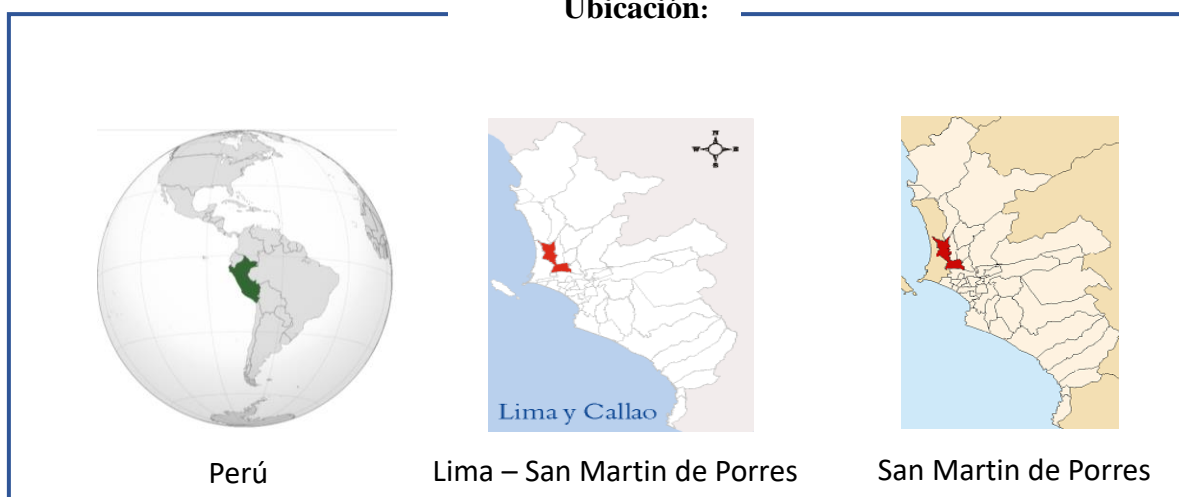 Ubicación:
N
W E
S
Lima y Callao
Perú
Lima – San Martin de Porres
San Martin de Porres